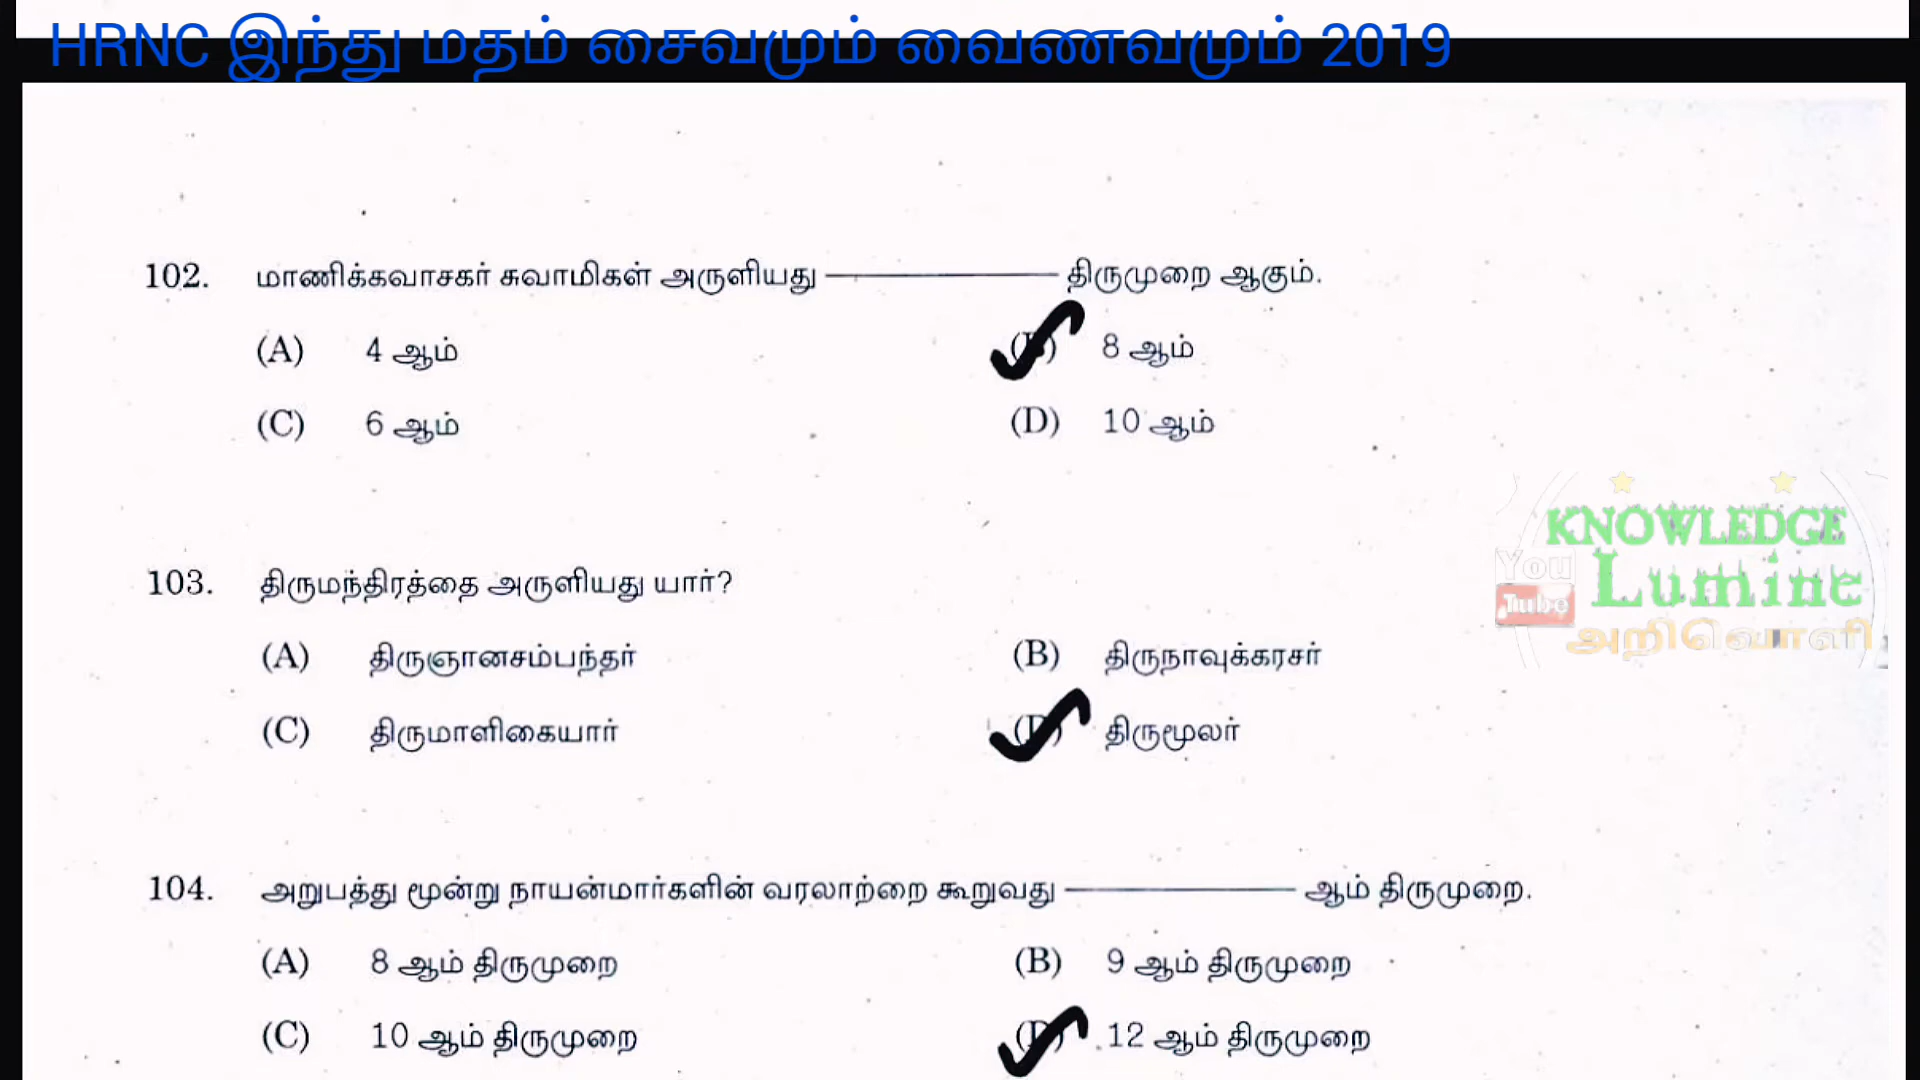 HRNC இந்து மதம் சைவமும் வைணவமும் 2019
102. மாணிக்கவாசகர் சுவாமிகள் அருளியது ———— திருமுறை ஆகும்.
(A) 4 ஆம் (B) 8 ஆம்
(C) 6 ஆம் (D) 10 ஆம்
KNOWLEDGE
You Tube Lumine
அறிவொளி
103. திருமந்திரத்தை அருளியது யார்?
(A) திருஞானசம்பந்தர் (B) திருநாவுக்கரசர்
(C) திருமாளிகையார் (D) திருமூலர்
104. அறுபத்து மூன்று நாயன்மார்களின் வரலாற்றை கூறுவது ———— ஆம் திருமுறை.
(A) 8 ஆம் திருமுறை (B) 9 ஆம் திருமுறை
(C) 10 ஆம் திருமுறை (D) 12 ஆம் திருமுறை